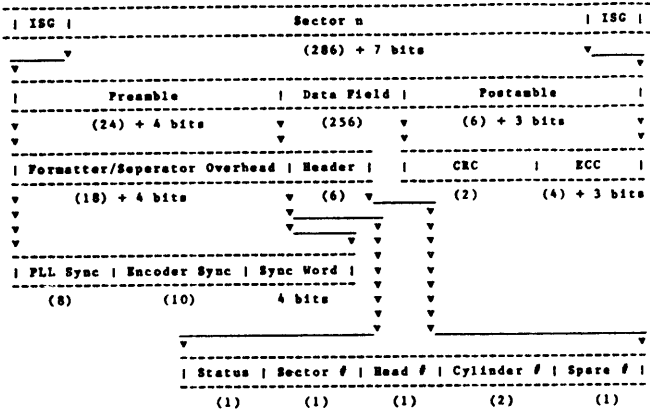 | ISG | Sector n | ISG |
(286) + 7 bits
| Preamble | Data Field | Postamble |
(24) + 4 bits (256) (6) + 3 bits
| Formatter/Seperator Overhead | Header | | CRC | ECC |
(18) + 4 bits (6) (2) (4) + 3 bits
| PLL Sync | Encoder Sync | Sync Word |
(8) (10) 4 bits
| Status | Sector # | Head # | Cylinder # | Spare # |
(1) (1) (1) (2) (1)